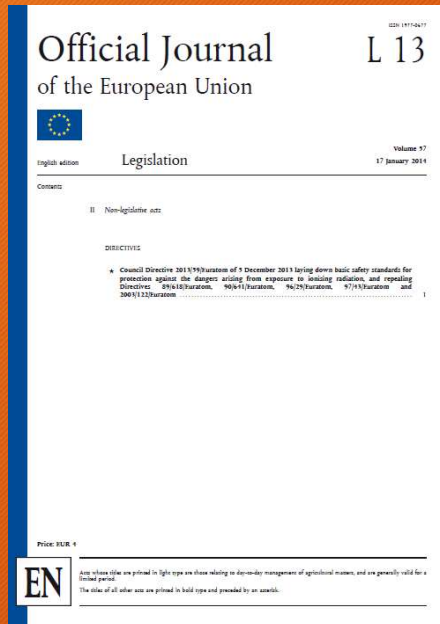 ISSN 1977-0677
Official Journal
L 13
of the European Union
Volume 57
English edition
Legislation
17 January 2014
Contents
II Non-legislative acts
DIRECTIVES
★ Council Directive 2013/59/Euratom of 5 December 2013 laying down basic safety standards for
protection against the dangers arising from exposure to ionising radiation, and repealing
Directives 89/618/Euratom, 90/641/Euratom, 96/29/Euratom, 97/43/Euratom and
2003/122/Euratom ........................................................................ 1
Price: EUR 4
EN
Acts whose titles are printed in light type are those relating to day-to-day management of agricultural matters, and are generally valid for a
limited period.
The titles of all other acts are printed in bold type and preceded by an asterisk.